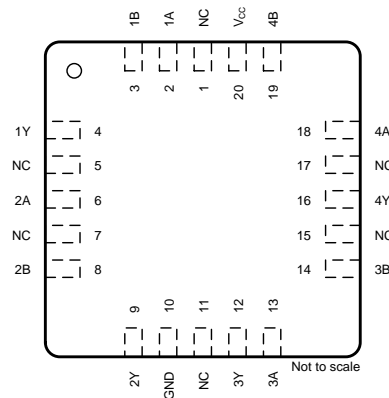 1B 1A NC VCC 4B
3 2 1 20 19
1Y 4 18 4A
NC 5 17 NC
2A 6 16 4Y
NC 7 15 NC
2B 8 14 3B
9 10 11 12 13
2Y GND NC 3Y 3A
Not to scale